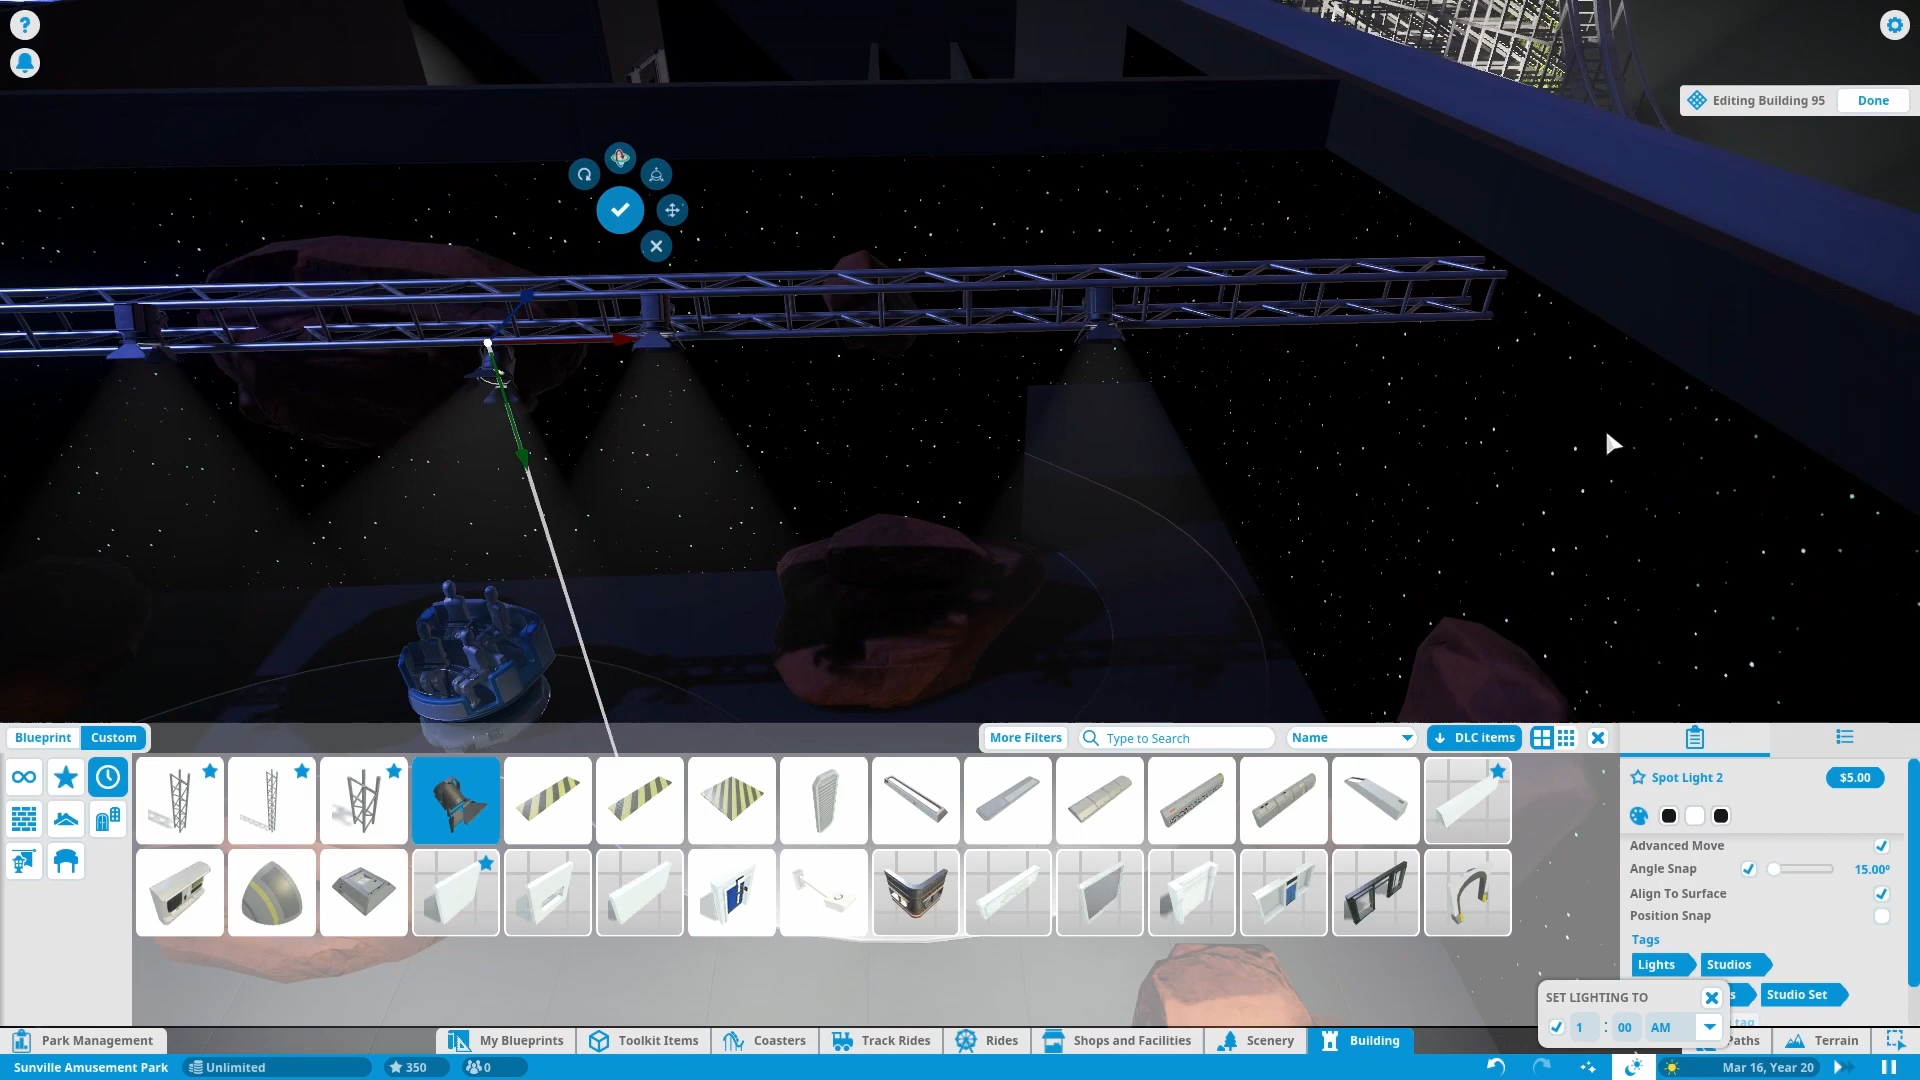 ?
Editing Building 95
Done
Blueprint
Custom
More Filters
Type to Search
Name
DLC items
Spot Light 2
$5.00
Advanced Move
Angle Snap
15.00°
Align To Surface
Position Snap
Tags
Lights
Studios
Studio Set
SET LIGHTING TO
1 : 00 AM
Park Management
My Blueprints
Toolkit Items
Coasters
Track Rides
Rides
Shops and Facilities
Scenery
Building
Paths
Terrain
Sunville Amusement Park
Unlimited
350
0
Mar 16, Year 20